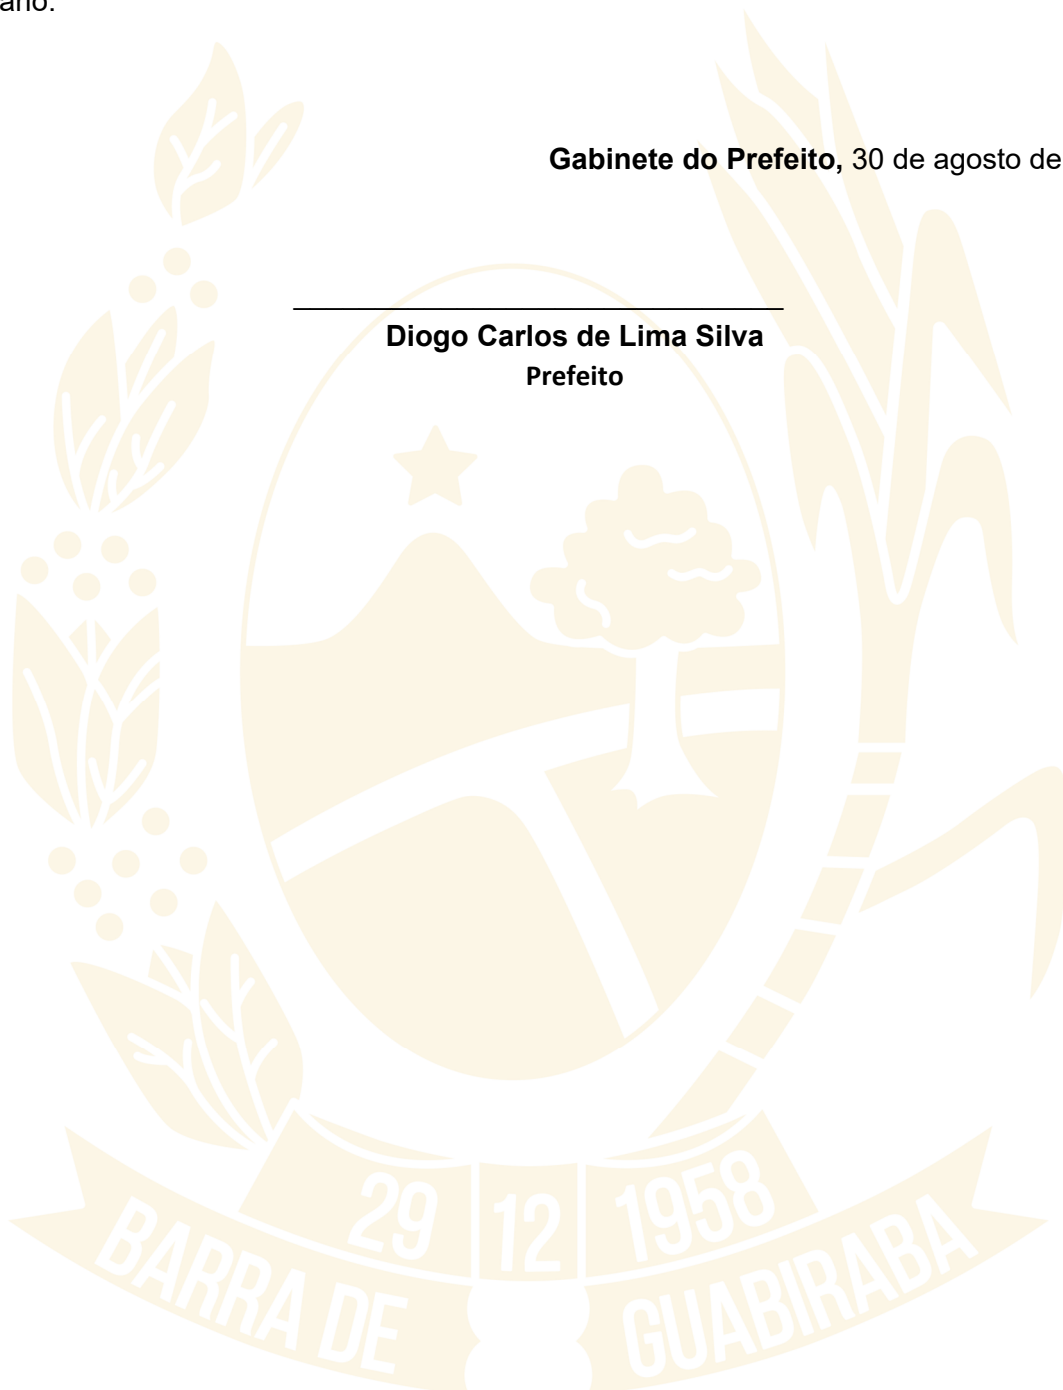 ano.
Gabinete do Prefeito, 30 de agosto de
Diogo Carlos de Lima Silva
Prefeito
29 12 1958
BARRA DE GUABIRABA